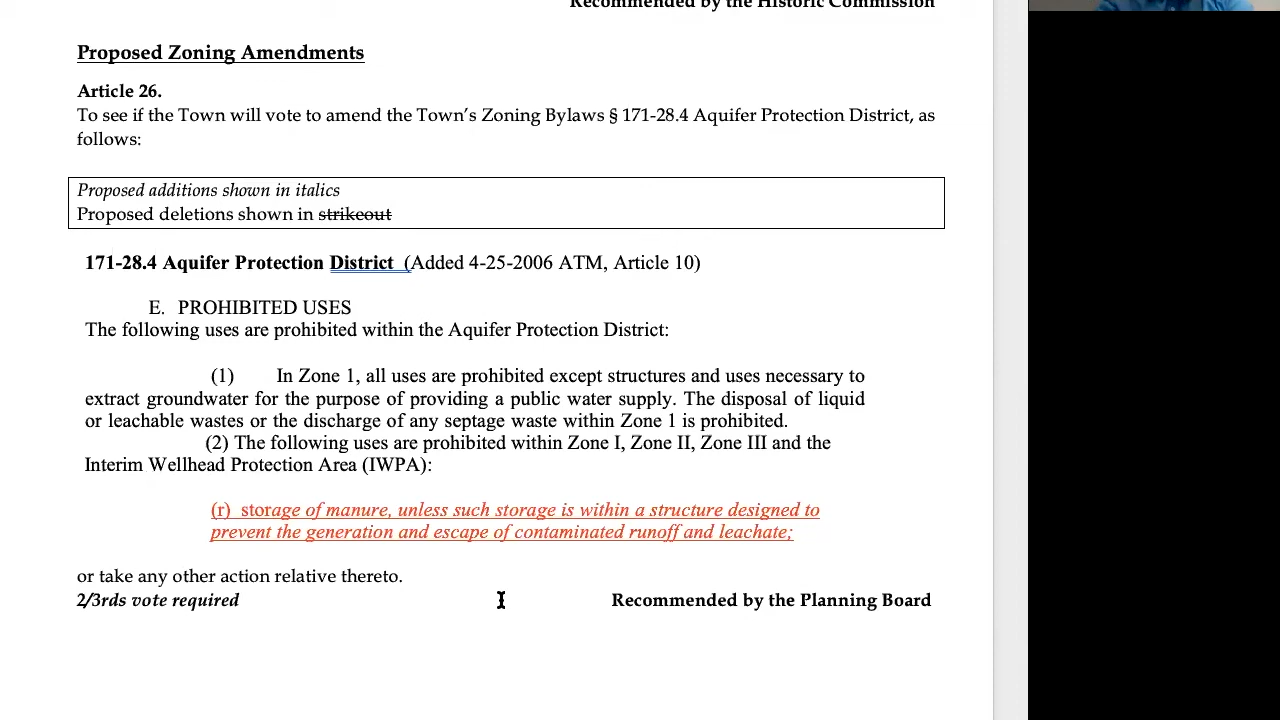 Recommended by the Historic Commission
Proposed Zoning Amendments
Article 26.
To see if the Town will vote to amend the Town's Zoning Bylaws § 171-28.4 Aquifer Protection District, as
follows:
Proposed additions shown in italics
Proposed deletions shown in strikeout
171-28.4 Aquifer Protection District (Added 4-25-2006 ATM, Article 10)
E. PROHIBITED USES
The following uses are prohibited within the Aquifer Protection District:
(1) In Zone 1, all uses are prohibited except structures and uses necessary to
extract groundwater for the purpose of providing a public water supply. The disposal of liquid
or leachable wastes or the discharge of any septage waste within Zone 1 is prohibited.
(2) The following uses are prohibited within Zone I, Zone II, Zone III and the
Interim Wellhead Protection Area (IWPA):
(r) storage of manure, unless such storage is within a structure designed to
prevent the generation and escape of contaminated runoff and leachate;
or take any other action relative thereto.
2/3rds vote required Recommended by the Planning Board